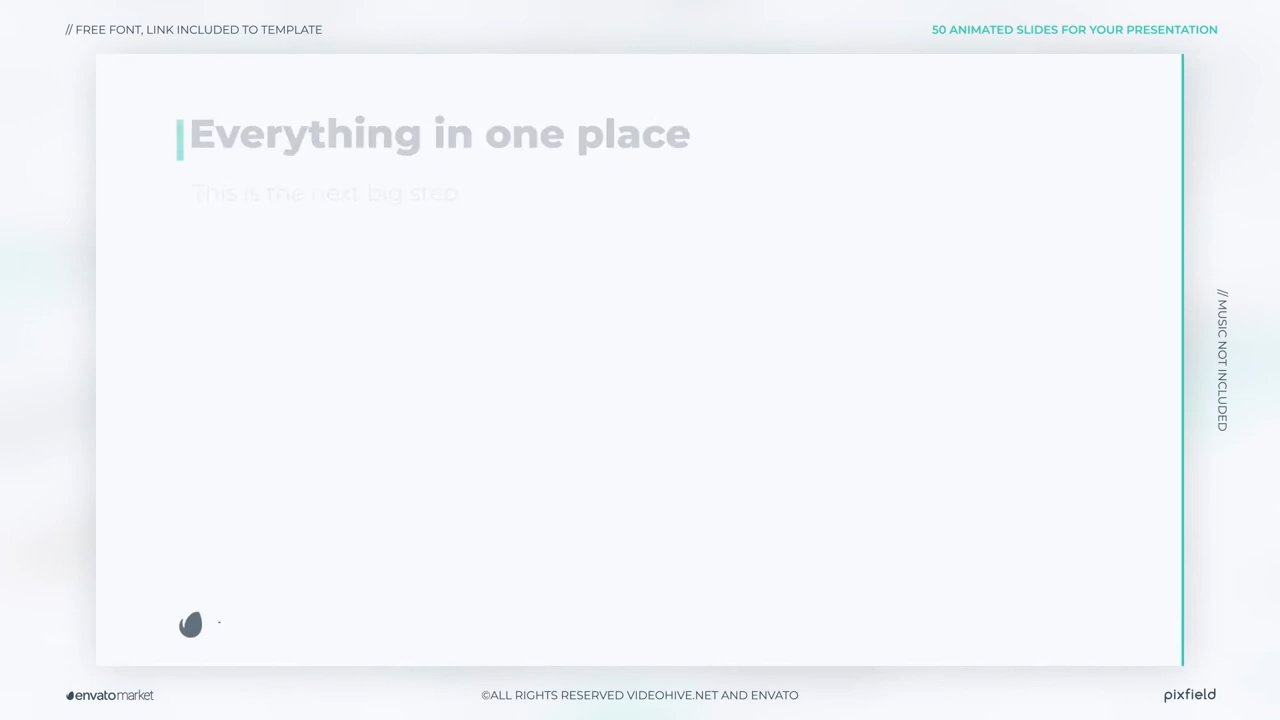 // FREE FONT, LINK INCLUDED TO TEMPLATE
50 ANIMATED SLIDES FOR YOUR PRESENTATION
Everything in one place
This is the next big step
// MUSIC NOT INCLUDED
envatomarket
©ALL RIGHTS RESERVED VIDEOHIVE.NET AND ENVATO
pixfield